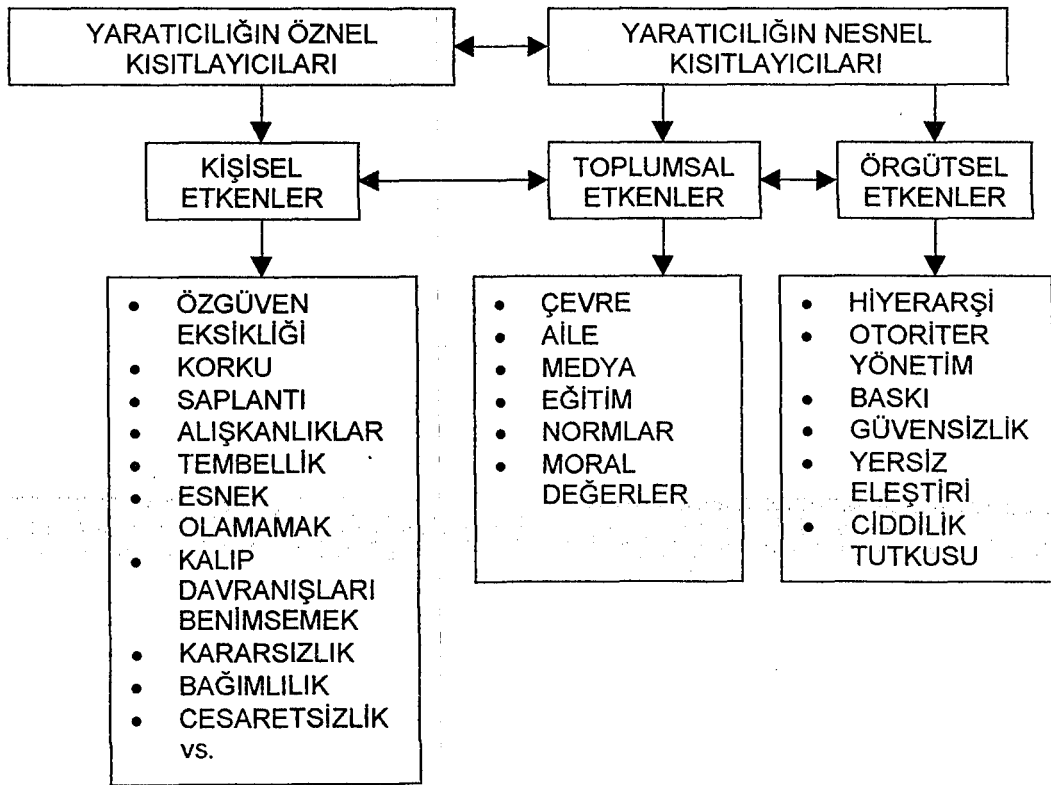 YARATICILIĞIN ÖZNEL
KISITLAYICILARI
YARATICILIĞIN NESNEL
KISITLAYICILARI
KİŞİSEL
ETKENLER
TOPLUMSAL
ETKENLER
ÖRGÜTSEL
ETKENLER
• ÖZGÜVEN
EKSİKLİĞİ
• KORKU
• SAPLANTI
• ALIŞKANLIKLAR
• TEMBELLİK
• ESNEK
OLAMAMAK
• KALIP
DAVRANIŞLARI
BENİMSEMEK
• KARARSIZLIK
• BAĞIMLILIK
• CESARETSİZLİK
vs.
• ÇEVRE
• AİLE
• MEDYA
• EĞİTİM
• NORMLAR
• MORAL
DEĞERLER
• HİYERARŞİ
• OTORİTER
YÖNETİM
• BASKI
• GÜVENSİZLİK
• YERSİZ
ELEŞTİRİ
• CİDDİLİK
TUTKUSU